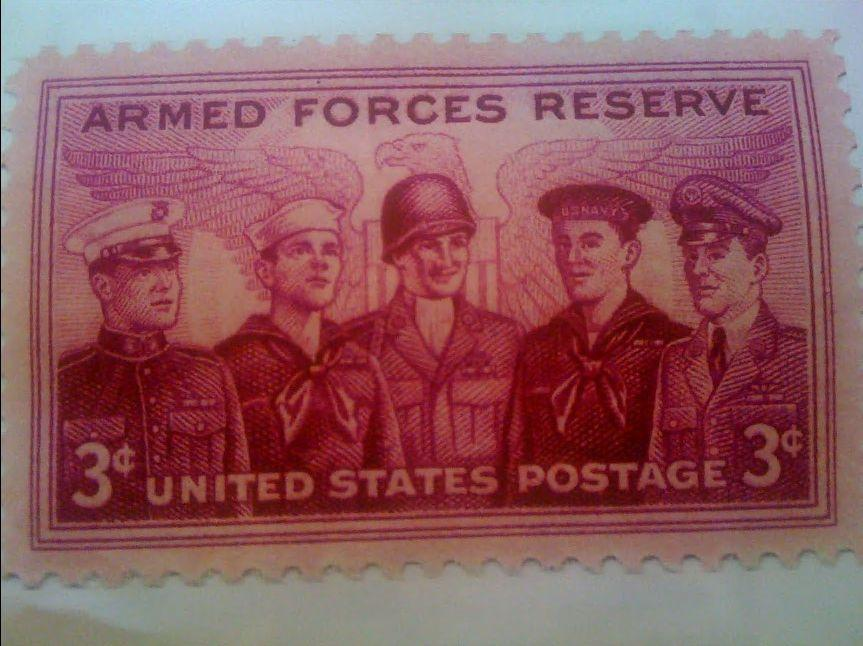 ARMED FORCES RESERVE
U.S. NAVY
3¢ UNITED STATES POSTAGE 3¢